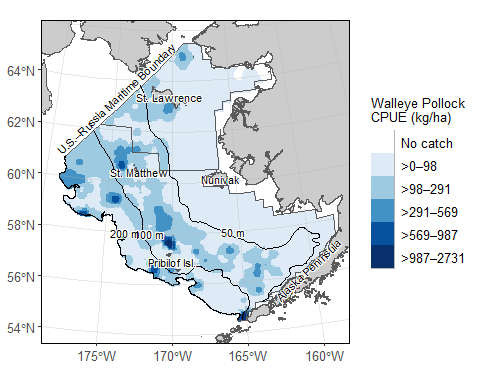 64°N
62°N
60°N
58°N
56°N
54°N
175°W
170°W
165°W
160°W
U.S.-Russia Maritime Boundary
St. Lawrence
St. Matthew
Nunivak
200 m
100 m
50 m
Pribilof Isl.
Alaska Peninsula
Walleye Pollock
CPUE (kg/ha)
No catch
>0–98
>98–291
>291–569
>569–987
>987–2731